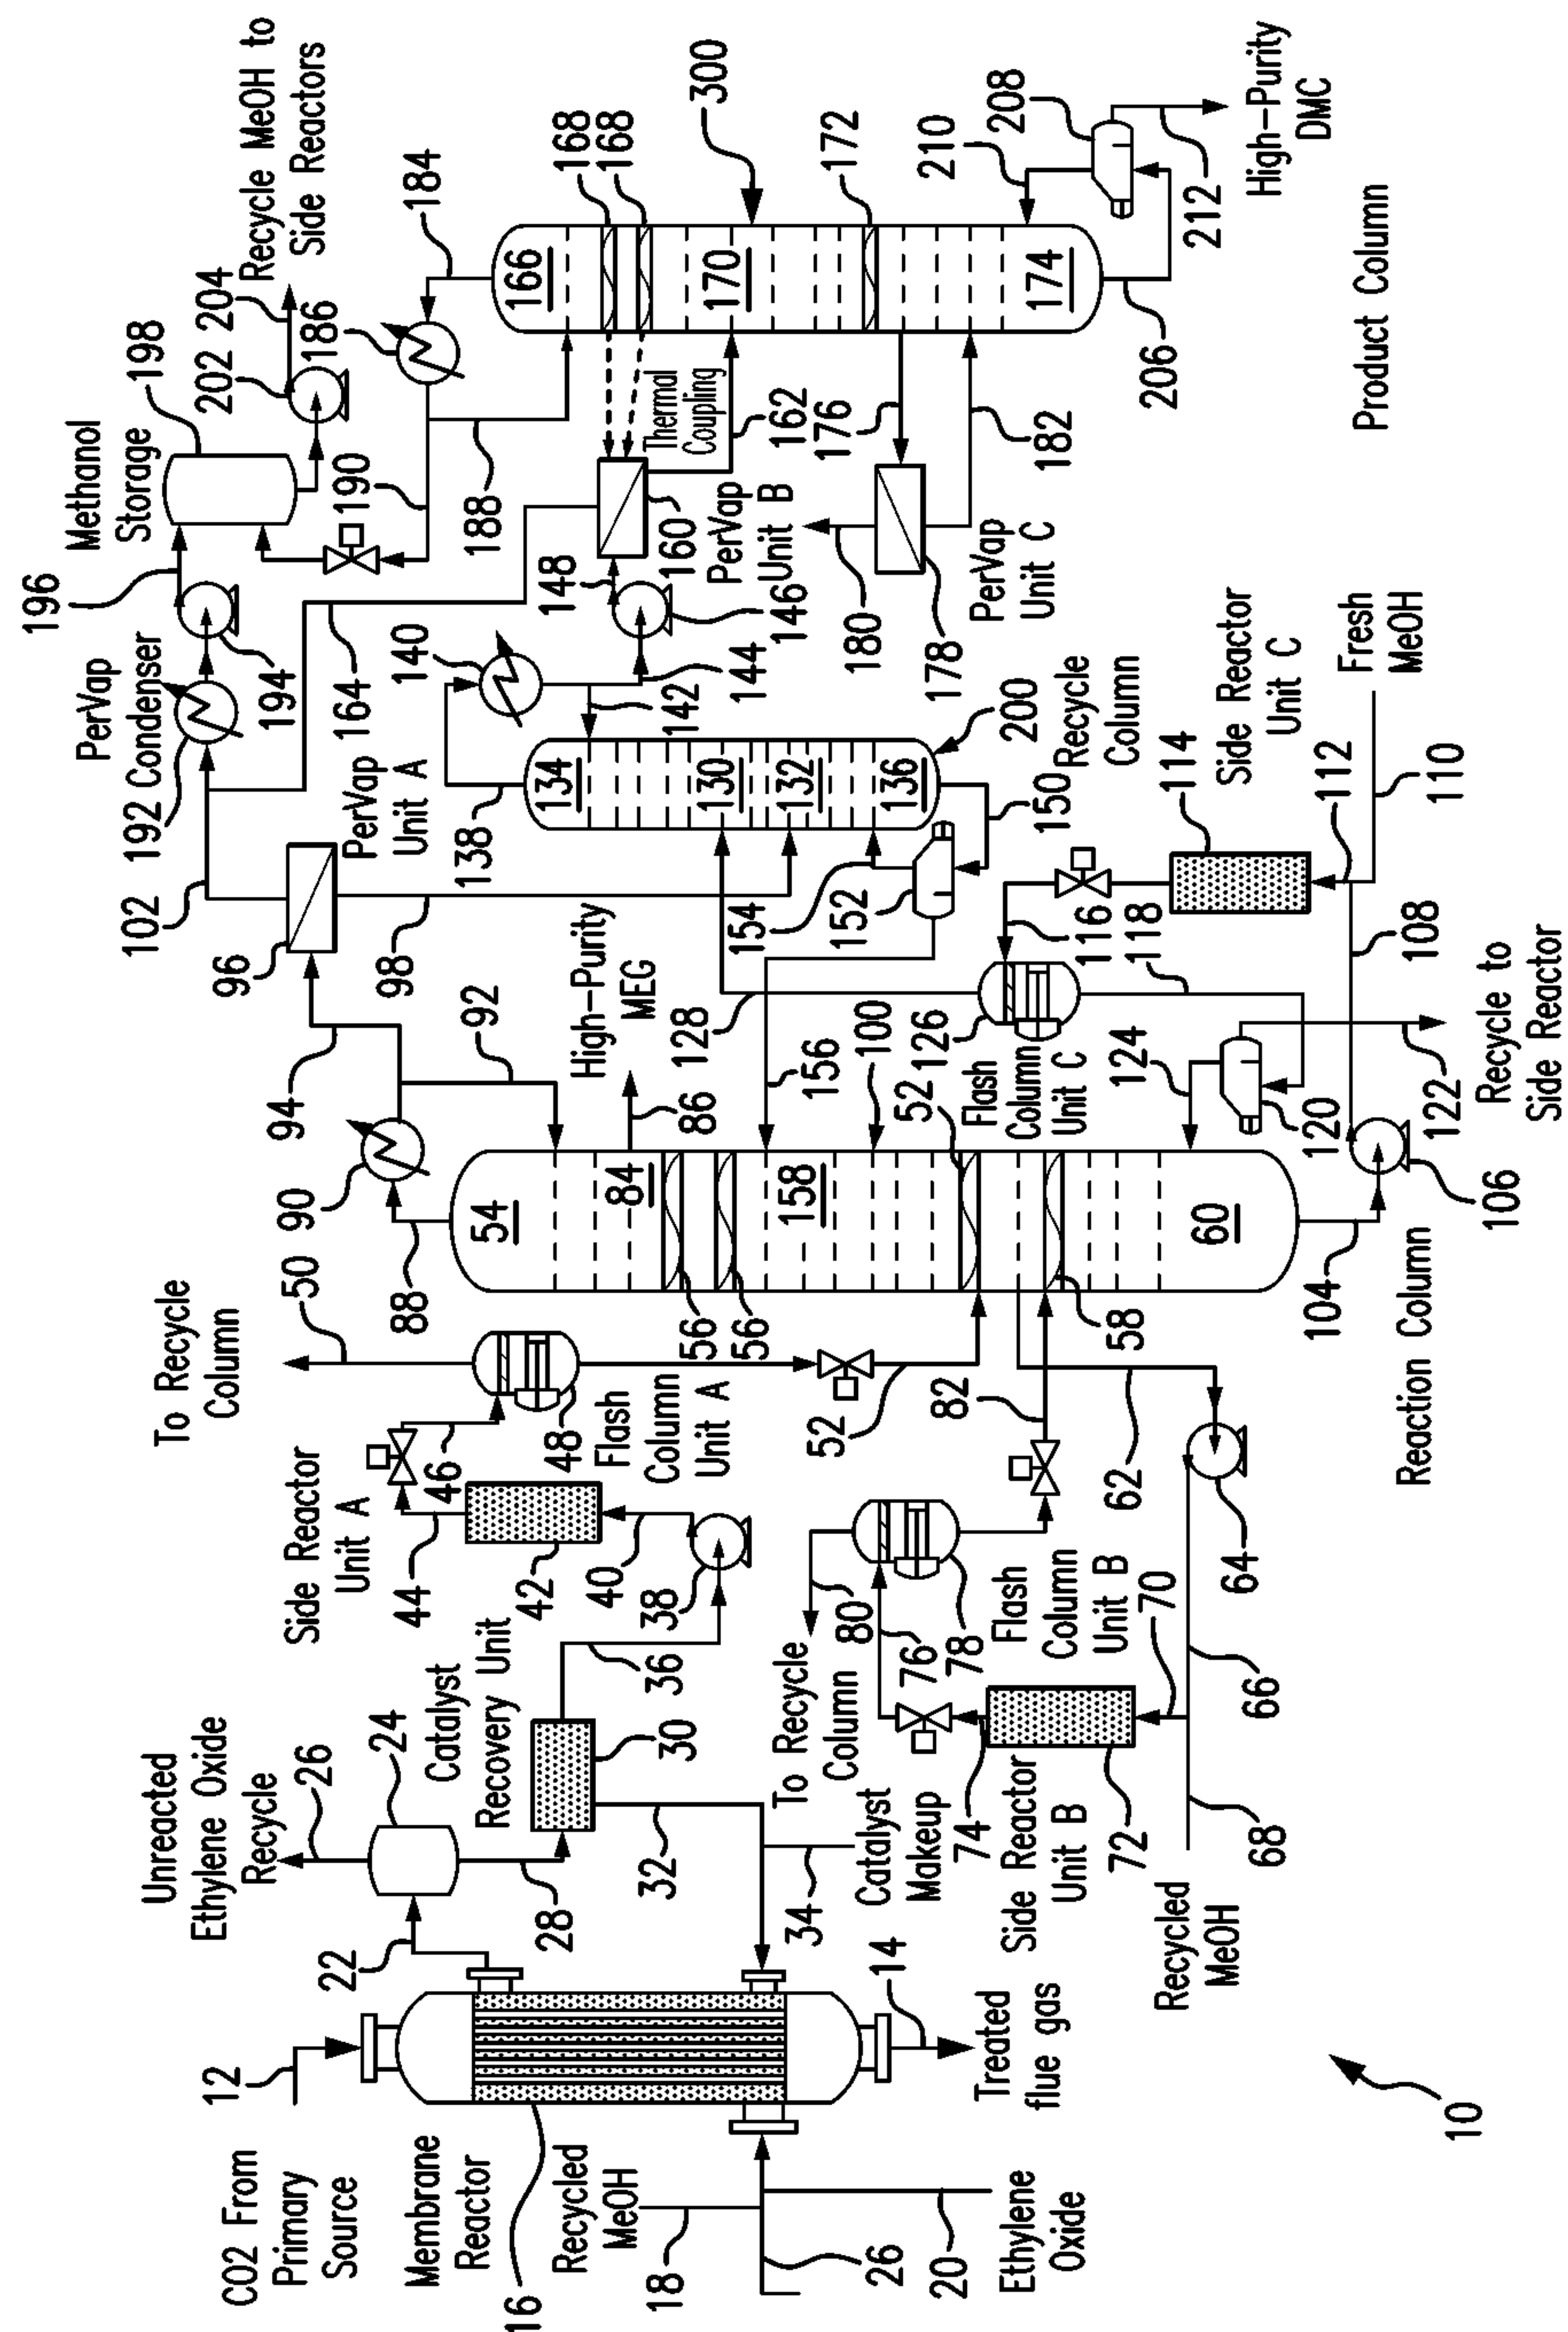 Recycle MeOH to
Side Reactors
Methanol
Storage
196
198
202
204
186
184
168
168
300
172
210
208
High-Purity
DMC
212
206
Product Column
166
170
174
190
188
Thermal
Coupling
162
176
182
160
PerVap
Unit B
180
PerVap
Unit C
178
148
146
144
142
140
164
194
192
PerVap
Condenser
102
PerVap
Unit A
96
98
138
134
130
132
136
200
Recycle
Column
150
152
154
Side Reactor
Unit C
114
112
Fresh
MeOH
110
116
118
108
Recycle to
Side Reactor
122
120
124
106
126
Flash
Column
Unit C
128
156
100
52
High-Purity
MEG
86
92
94
90
88
54
84
158
60
56
56
58
104
Reaction Column
To Recycle
Column
50
48
Flash
Column
Unit A
52
82
62
64
46
Side Reactor
Unit A
44
42
40
38
36
To Recycle
Column
80
76
78
Flash
Column
Unit B
70
66
68
74
72
Side Reactor
Unit B
Recycled
MeOH
Catalyst
Recovery Unit
30
32
34
Catalyst
Makeup
Unreacted
Ethylene Oxide
Recycle
26
24
28
22
14
Treated
flue gas
12
CO2 From
Primary
Source
Membrane
Reactor
16
Recycled
MeOH
18
26
20
Ethylene
Oxide
10